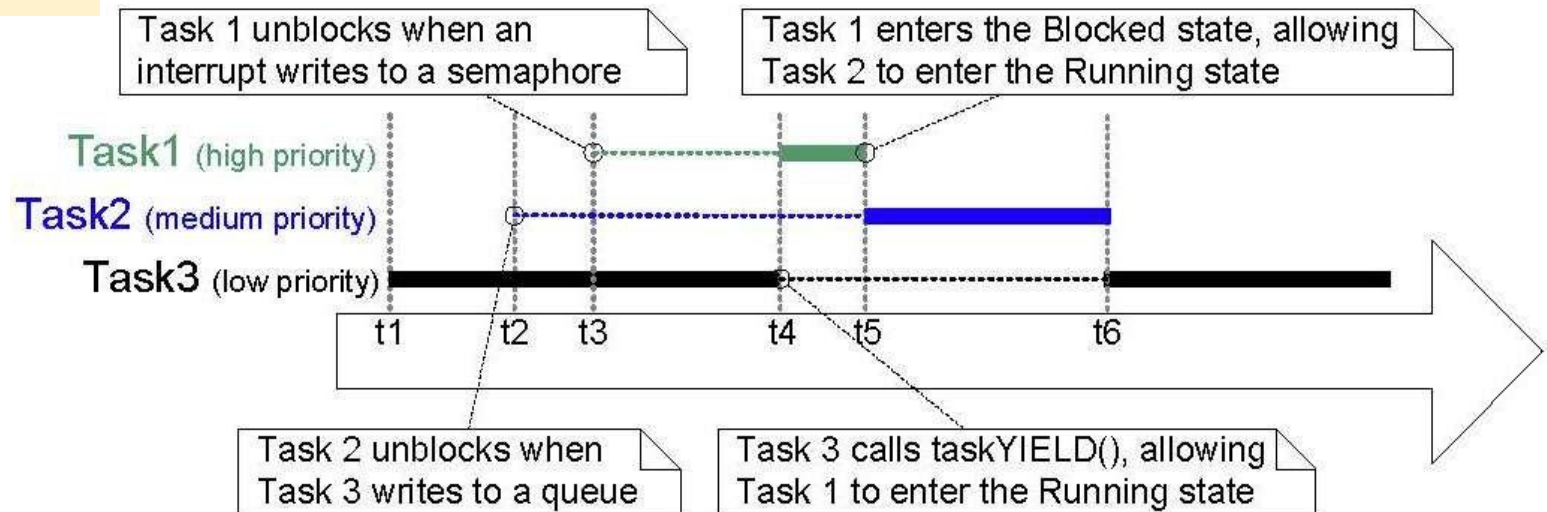 Task 1 unblocks when an
interrupt writes to a semaphore
Task 1 enters the Blocked state, allowing
Task 2 to enter the Running state
Task1 (high priority)
Task2 (medium priority)
Task3 (low priority)
t1 t2 t3 t4 t5 t6
Task 2 unblocks when
Task 3 writes to a queue
Task 3 calls taskYIELD(), allowing
Task 1 to enter the Running state